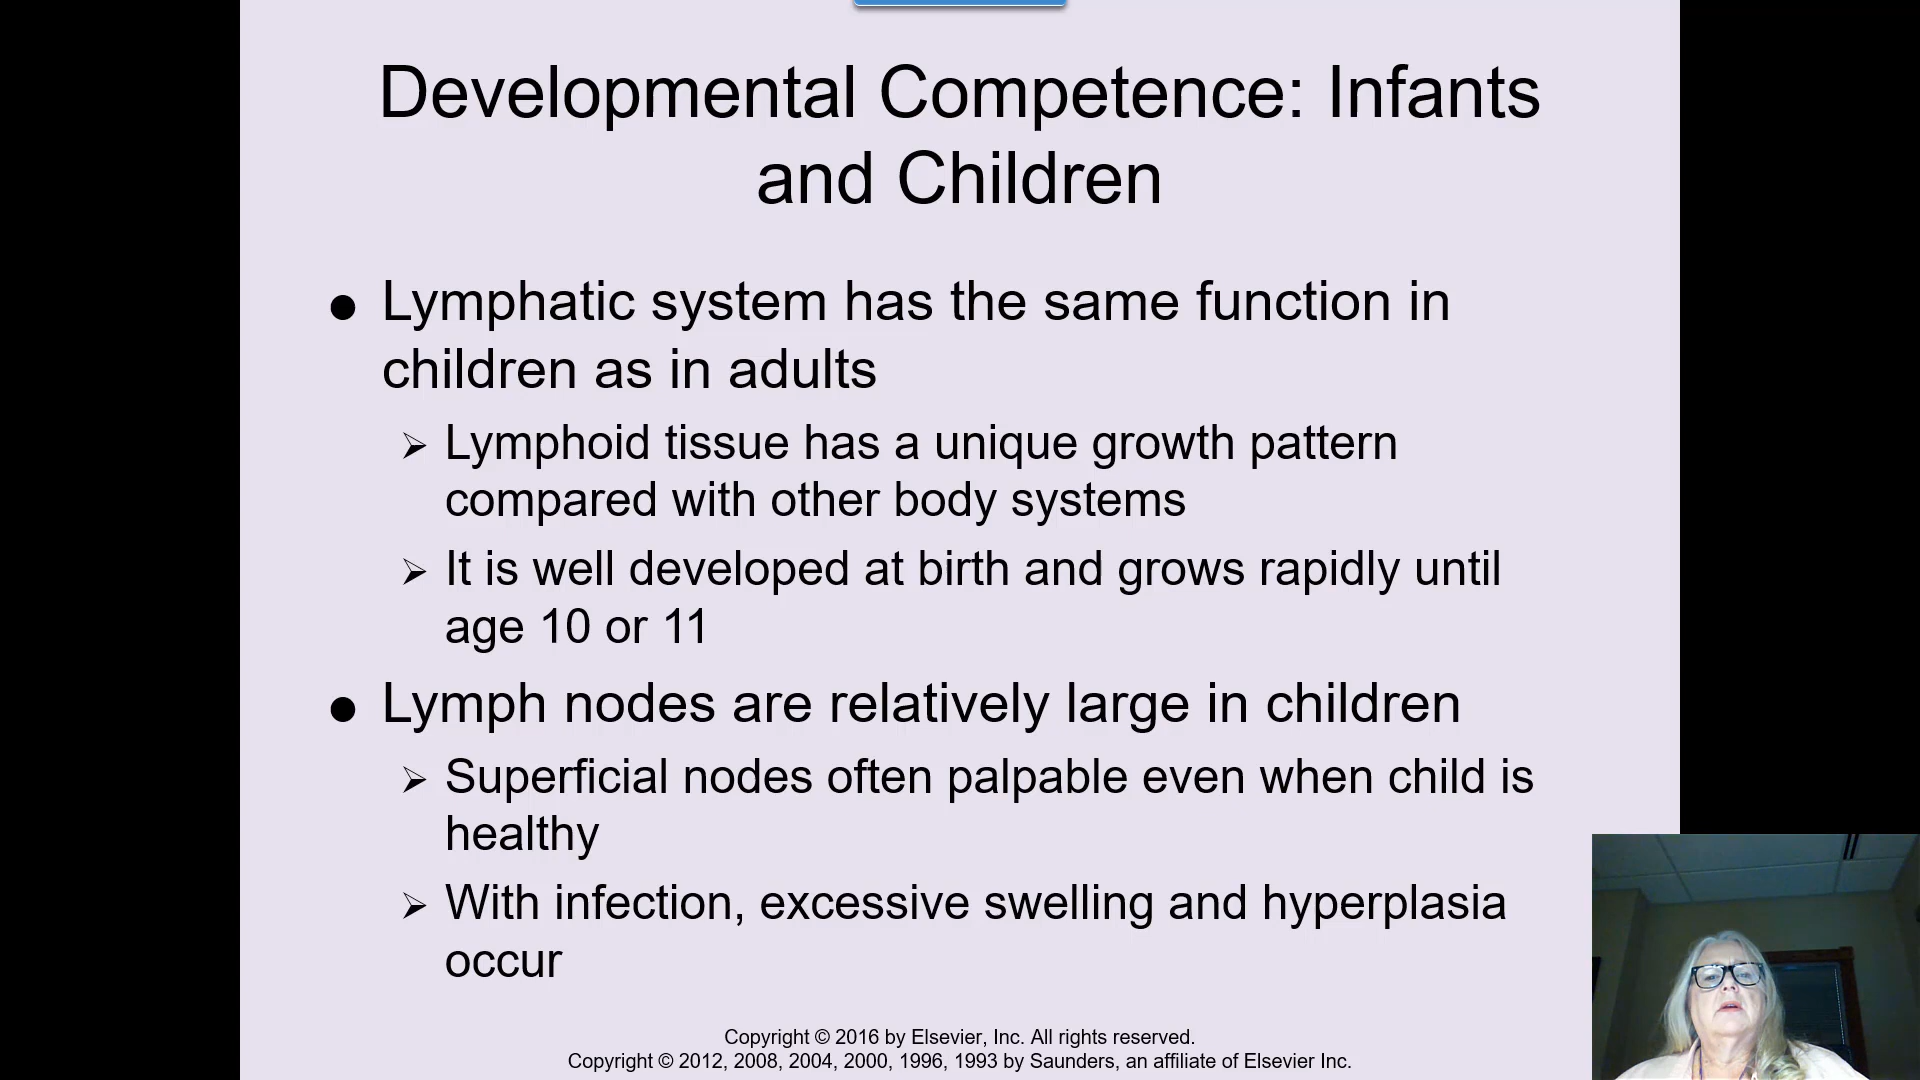 Developmental Competence: Infants
and Children
● Lymphatic system has the same function in
children as in adults
➢ Lymphoid tissue has a unique growth pattern
compared with other body systems
➢ It is well developed at birth and grows rapidly until
age 10 or 11
● Lymph nodes are relatively large in children
➢ Superficial nodes often palpable even when child is
healthy
➢ With infection, excessive swelling and hyperplasia
occur
Copyright © 2016 by Elsevier, Inc. All rights reserved.
Copyright © 2012, 2008, 2004, 2000, 1996, 1993 by Saunders, an affiliate of Elsevier Inc.